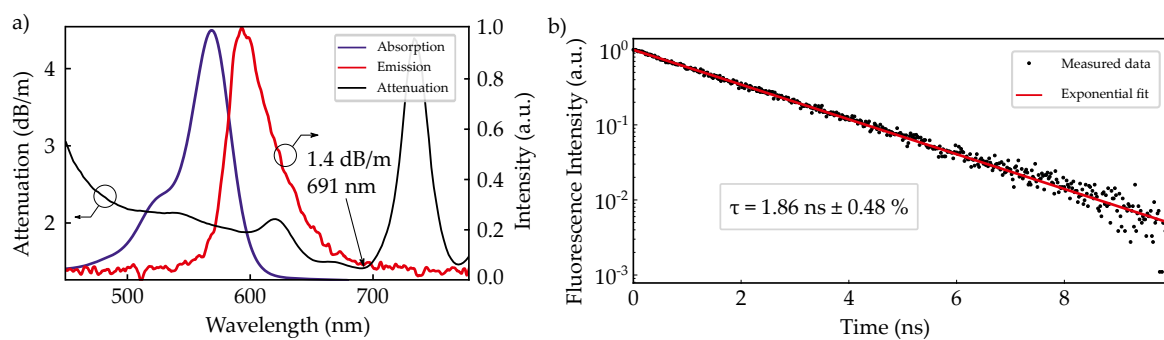 a)
Attenuation (dB/m)
4
3
2
Absorption
Emission
Attenuation
1.4 dB/m
691 nm
1.0
0.8
0.6
0.4
0.2
0.0
Intensity (a.u.)
500
600
700
Wavelength (nm)
b)
Fluorescence Intensity (a.u.)
10⁰
10⁻¹
10⁻²
10⁻³
Measured data
Exponential fit
τ = 1.86 ns ± 0.48 %
0
2
4
6
8
Time (ns)